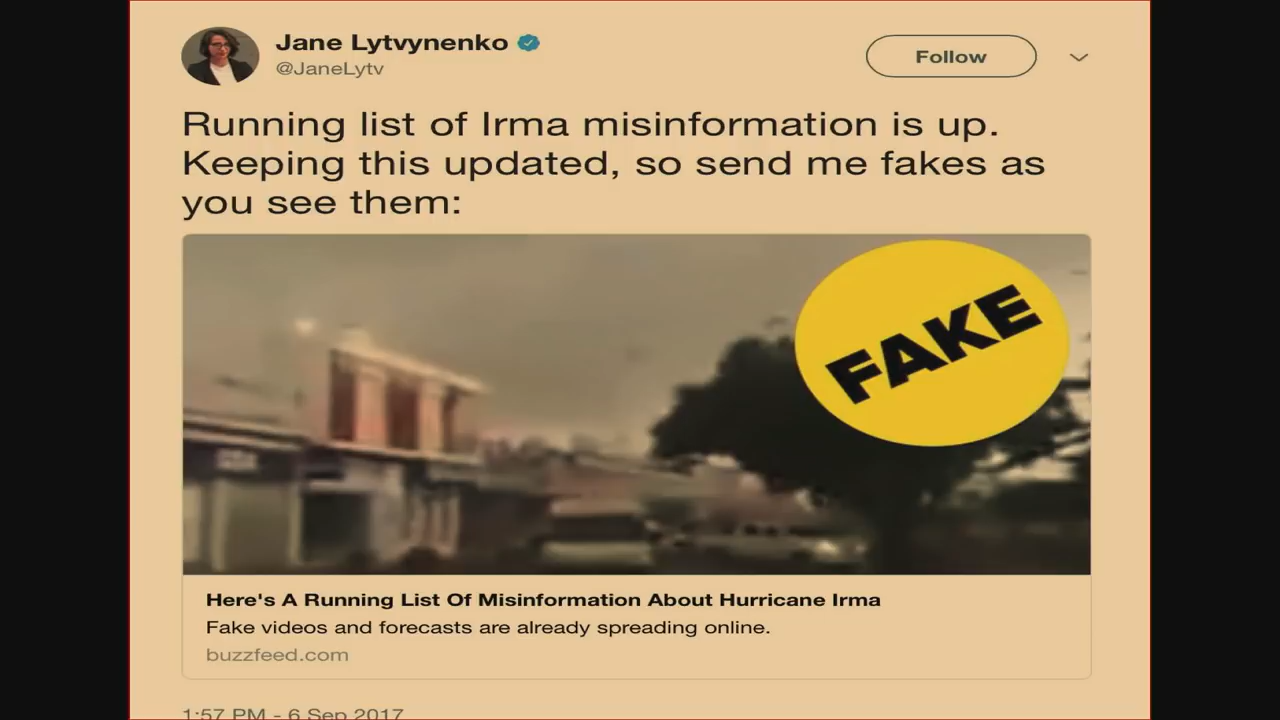 Jane Lytvynenko
@JaneLytv
Follow
Running list of Irma misinformation is up.
Keeping this updated, so send me fakes as
you see them:
FAKE
Here's A Running List Of Misinformation About Hurricane Irma
Fake videos and forecasts are already spreading online.
buzzfeed.com
1:57 PM - 6 Sep 2017